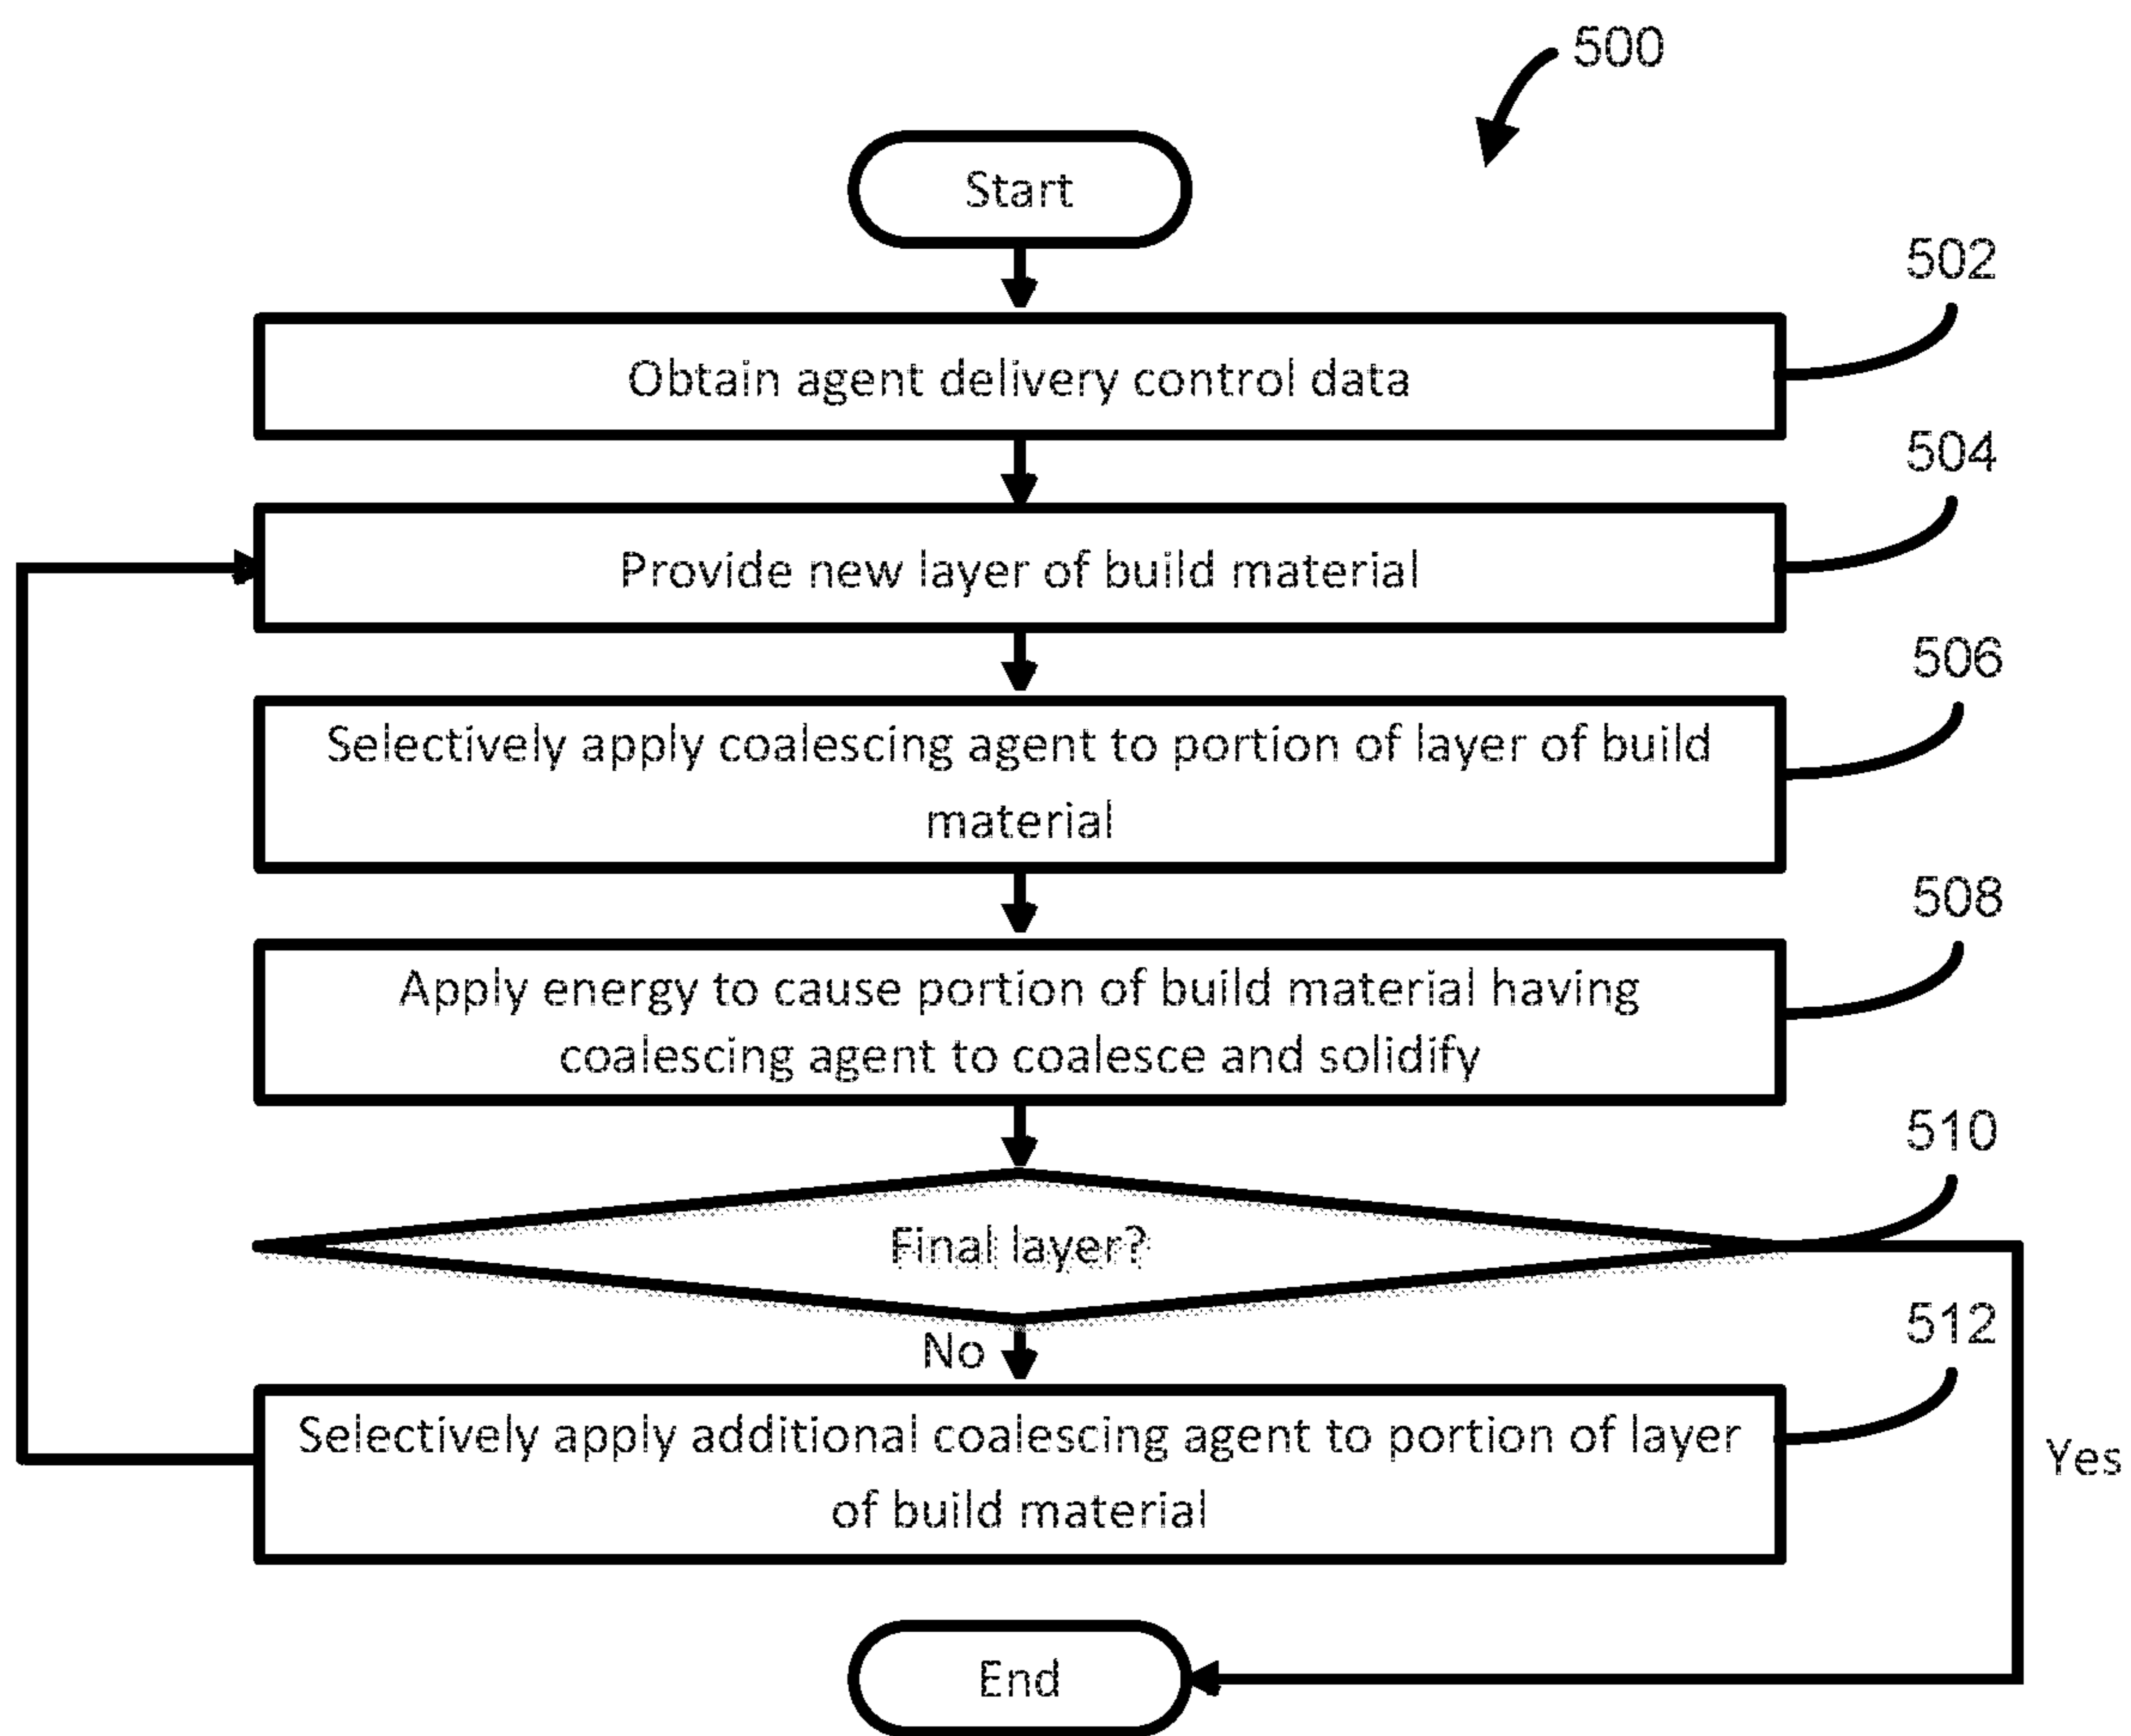 500
Start
502
Obtain agent delivery control data
504
Provide new layer of build material
506
Selectively apply coalescing agent to portion of layer of build
material
508
Apply energy to cause portion of build material having
coalescing agent to coalesce and solidify
510
Final layer?
512
No
Selectively apply additional coalescing agent to portion of layer
of build material
Yes
End